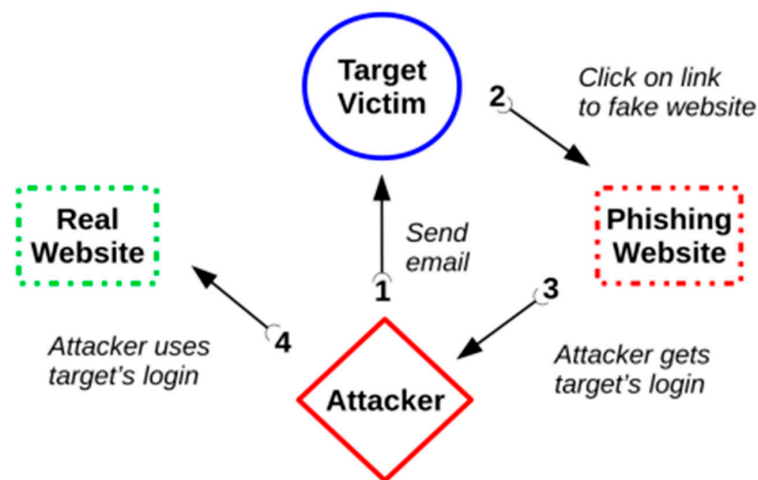 Target
Victim
2
Click on link
to fake website
Real
Website
Phishing
Website
Send
email
1
3
4
Attacker uses
target's login
Attacker gets
target's login
Attacker